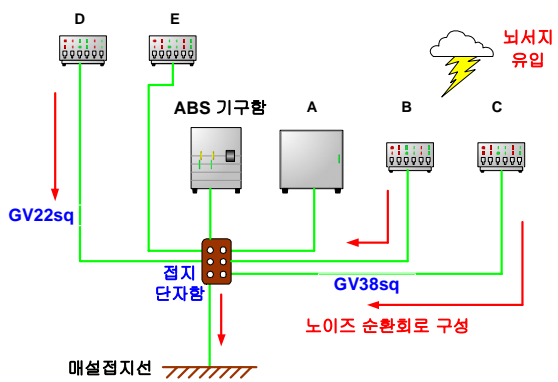 D
E
뇌서지
유입
ABS 기구함
A
B
C
GV22sq
접지
단자함
GV38sq
노이즈 순환회로 구성
매설접지선